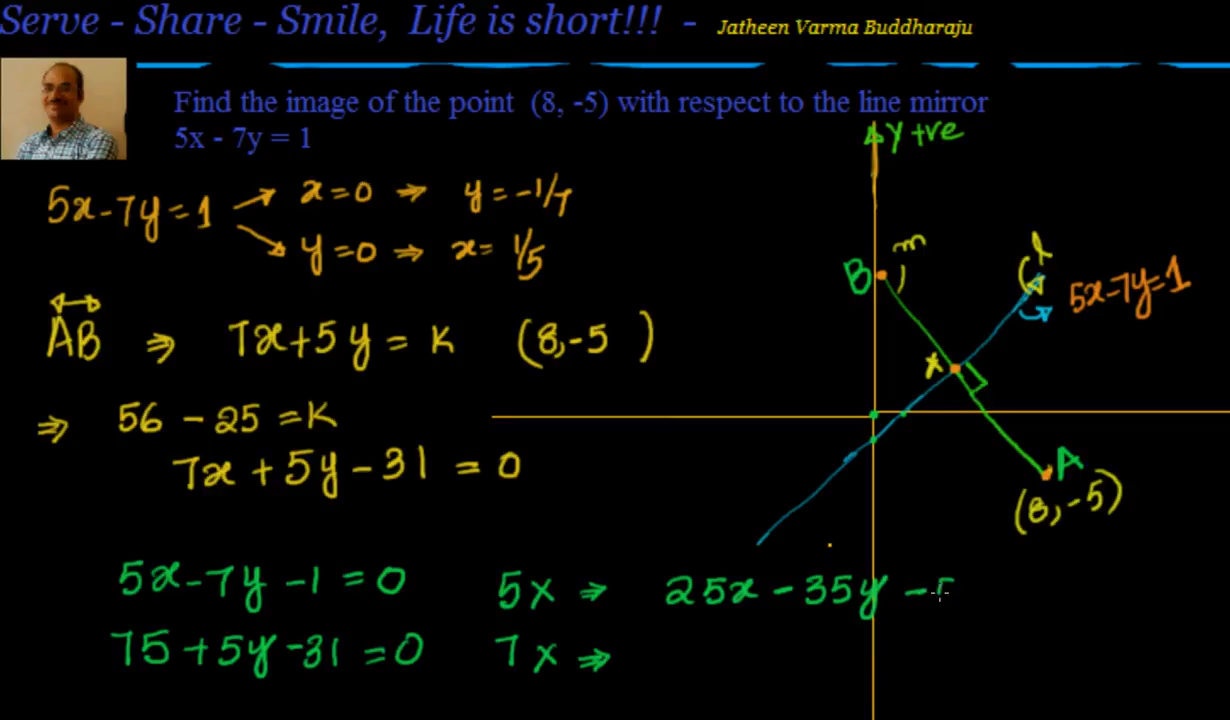 Serve - Share - Smile, Life is short!!! - Jatheen Varma Buddharaju
Find the image of the point (8, -5) with respect to the line mirror
5x - 7y = 1
y +ve
5x-7y=1 → x=0 ⇒ y = -1/7
y=0 ⇒ x= 1/5
B m l 5x-7y=1
AB ⇒ 7x+5y = K (8,-5 )
x
⇒ 56 - 25 = K
7x + 5y - 31 = 0
A
(8, -5)
5x - 7y - 1 = 0 5x ⇒ 25x - 35y - 5
75 + 5y - 31 = 0 7x ⇒